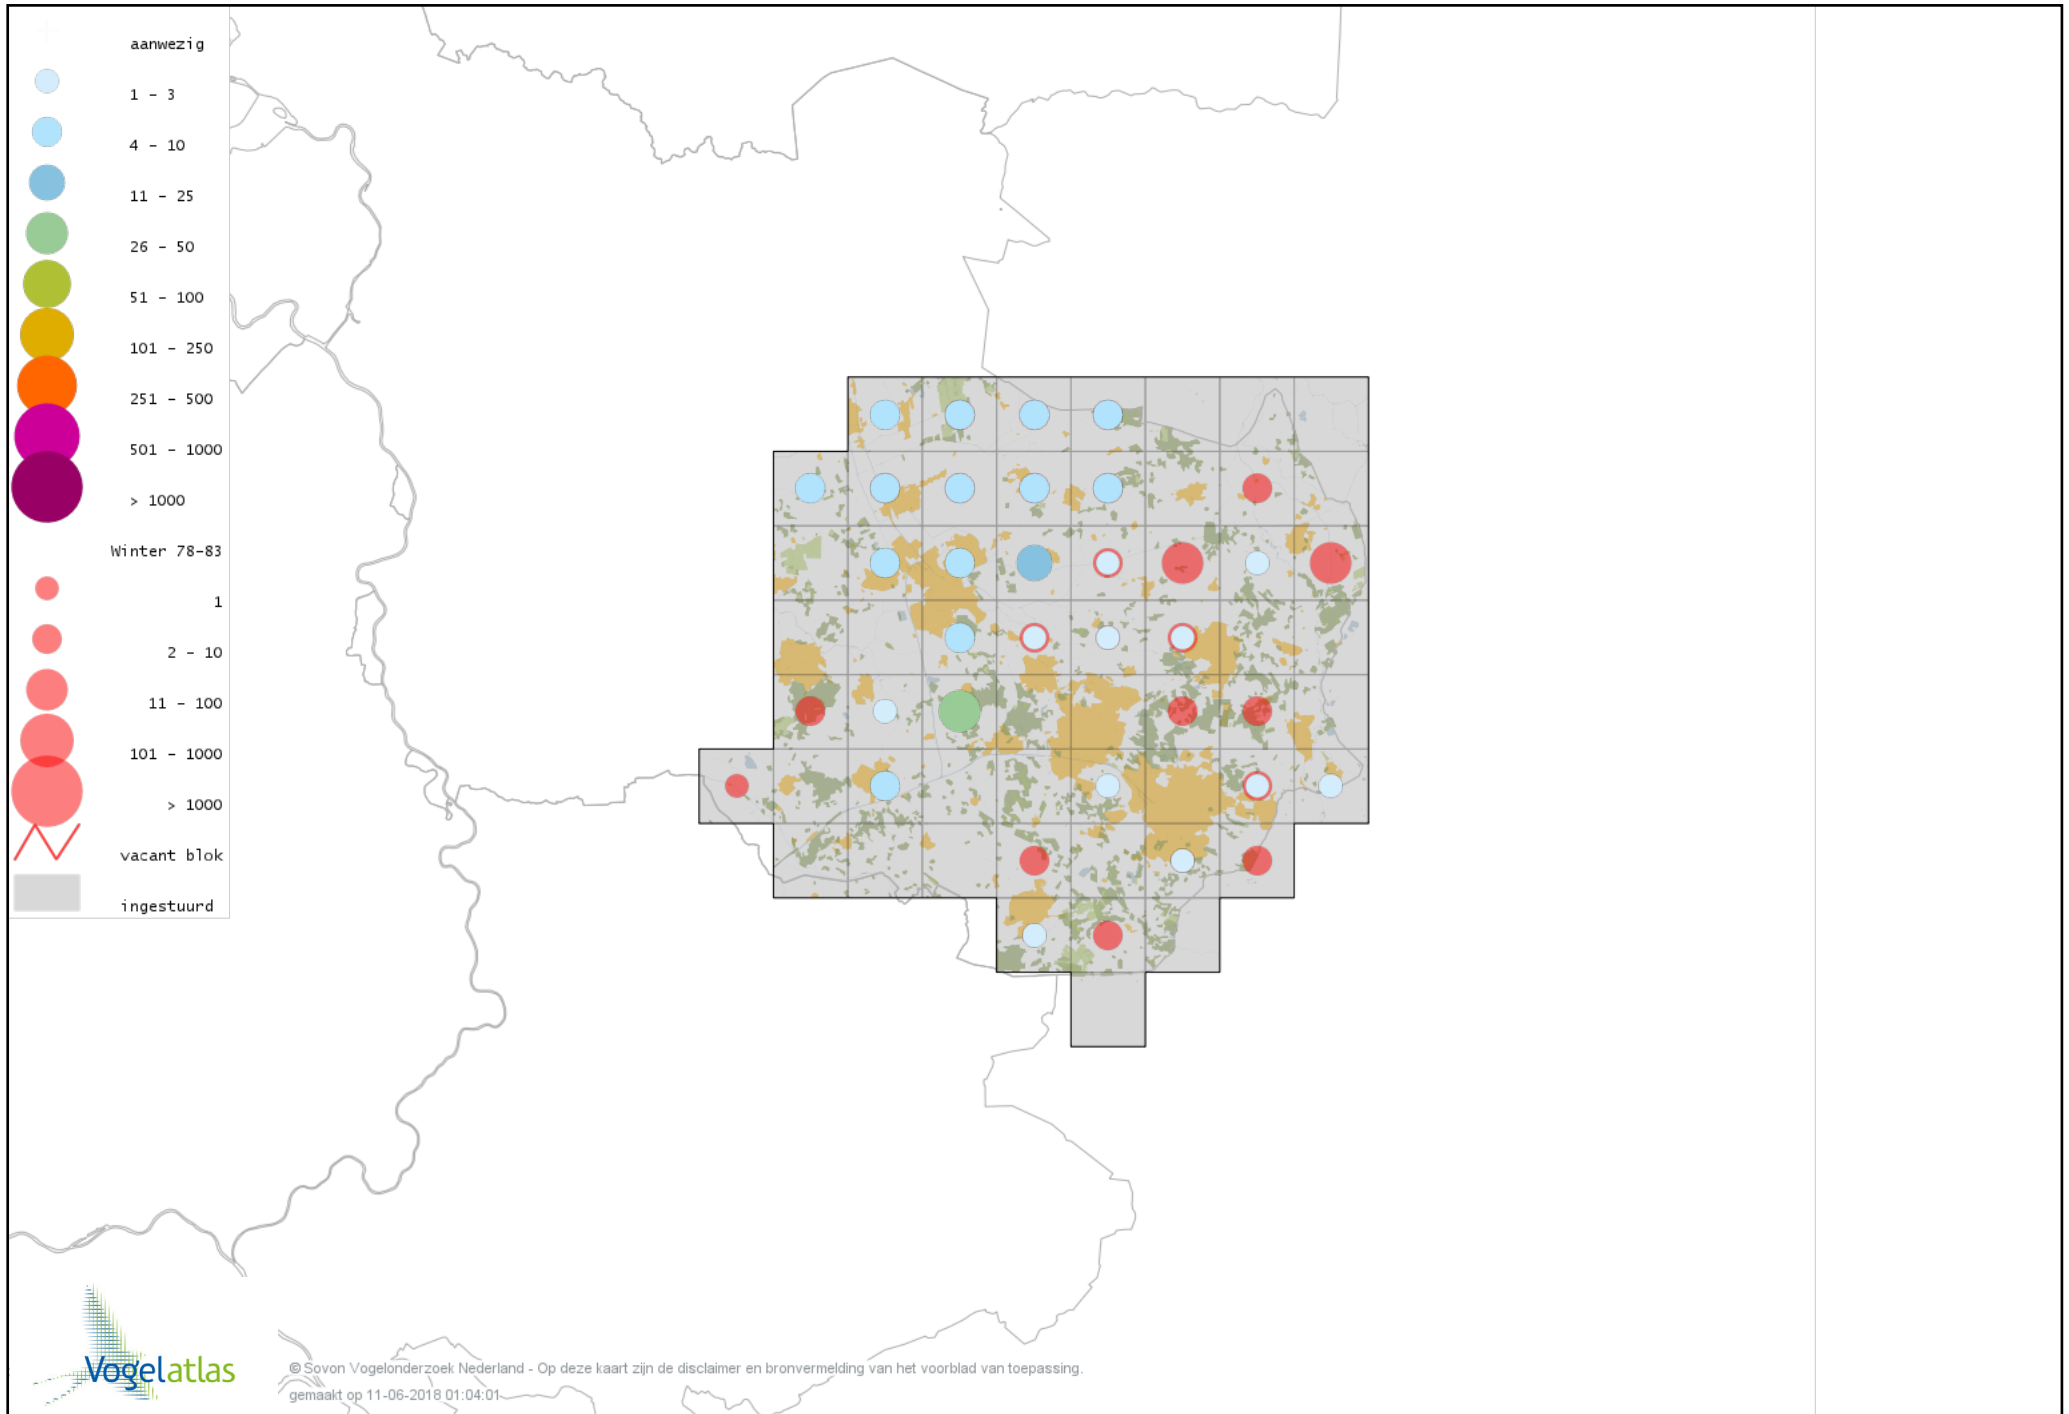 aanwezig
1 - 3
4 - 10
11 - 25
26 - 50
51 - 100
101 - 250
251 - 500
501 - 1000
> 1000
Winter 78-83
1
2 - 10
11 - 100
101 - 1000
> 1000
vacant blok
ingestuurd
Vogelatlas
© Sovon Vogelonderzoek Nederland - Op deze kaart zijn de disclaimer en bronvermelding van het voorblad van toepassing.
gemaakt op 11-06-2018 01:04:01